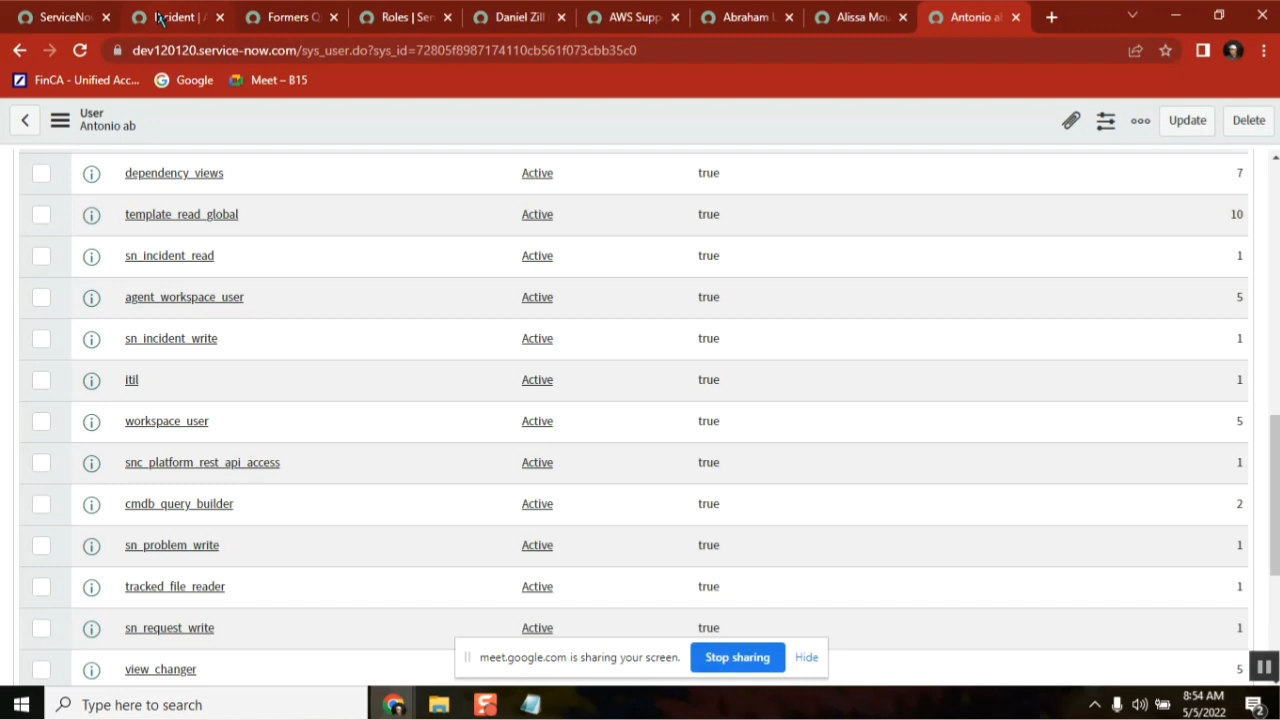 ServiceNo
Incident | A
Formers Q
Roles | Ser
Daniel Zill
AWS Supp
Abraham L
Alissa Mou
Antonio ab
dev120120.service-now.com/sys_user.do?sys_id=72805f8987174110cb561f073cbb35c0
FinCA - Unified Acc...
Google
Meet – B15
User
Antonio ab
Update
Delete
dependency_views Active true 7
template_read_global Active true 10
sn_incident_read Active true 1
agent_workspace_user Active true 5
sn_incident_write Active true 1
itil Active true 1
workspace_user Active true 5
snc_platform_rest_api_access Active true 1
cmdb_query_builder Active true 2
sn_problem_write Active true 1
tracked_file_reader Active true 1
sn_request_write Active true 1
view_changer 5
meet.google.com is sharing your screen. Stop sharing Hide
Type here to search
8:54 AM
5/5/2022
2